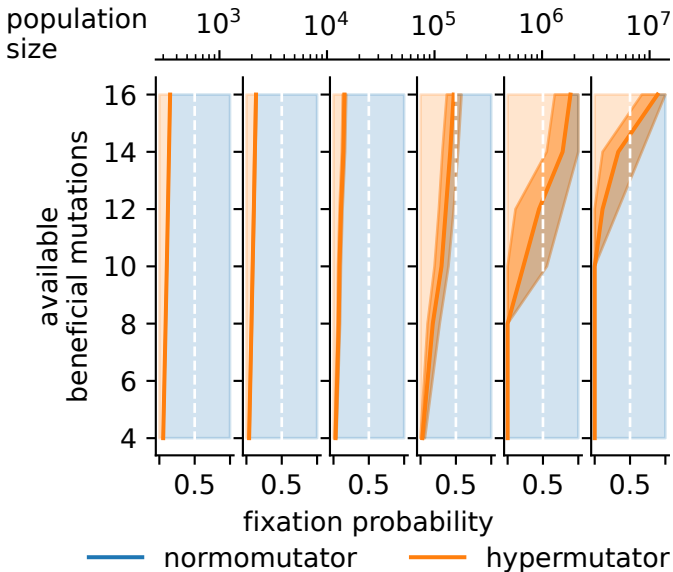 population size
10³ 10⁴ 10⁵ 10⁶ 10⁷
available
beneficial mutations
16
14
12
10
8
6
4
0.5 0.5 0.5 0.5 0.5 0.5
fixation probability
normomutator hypermutator